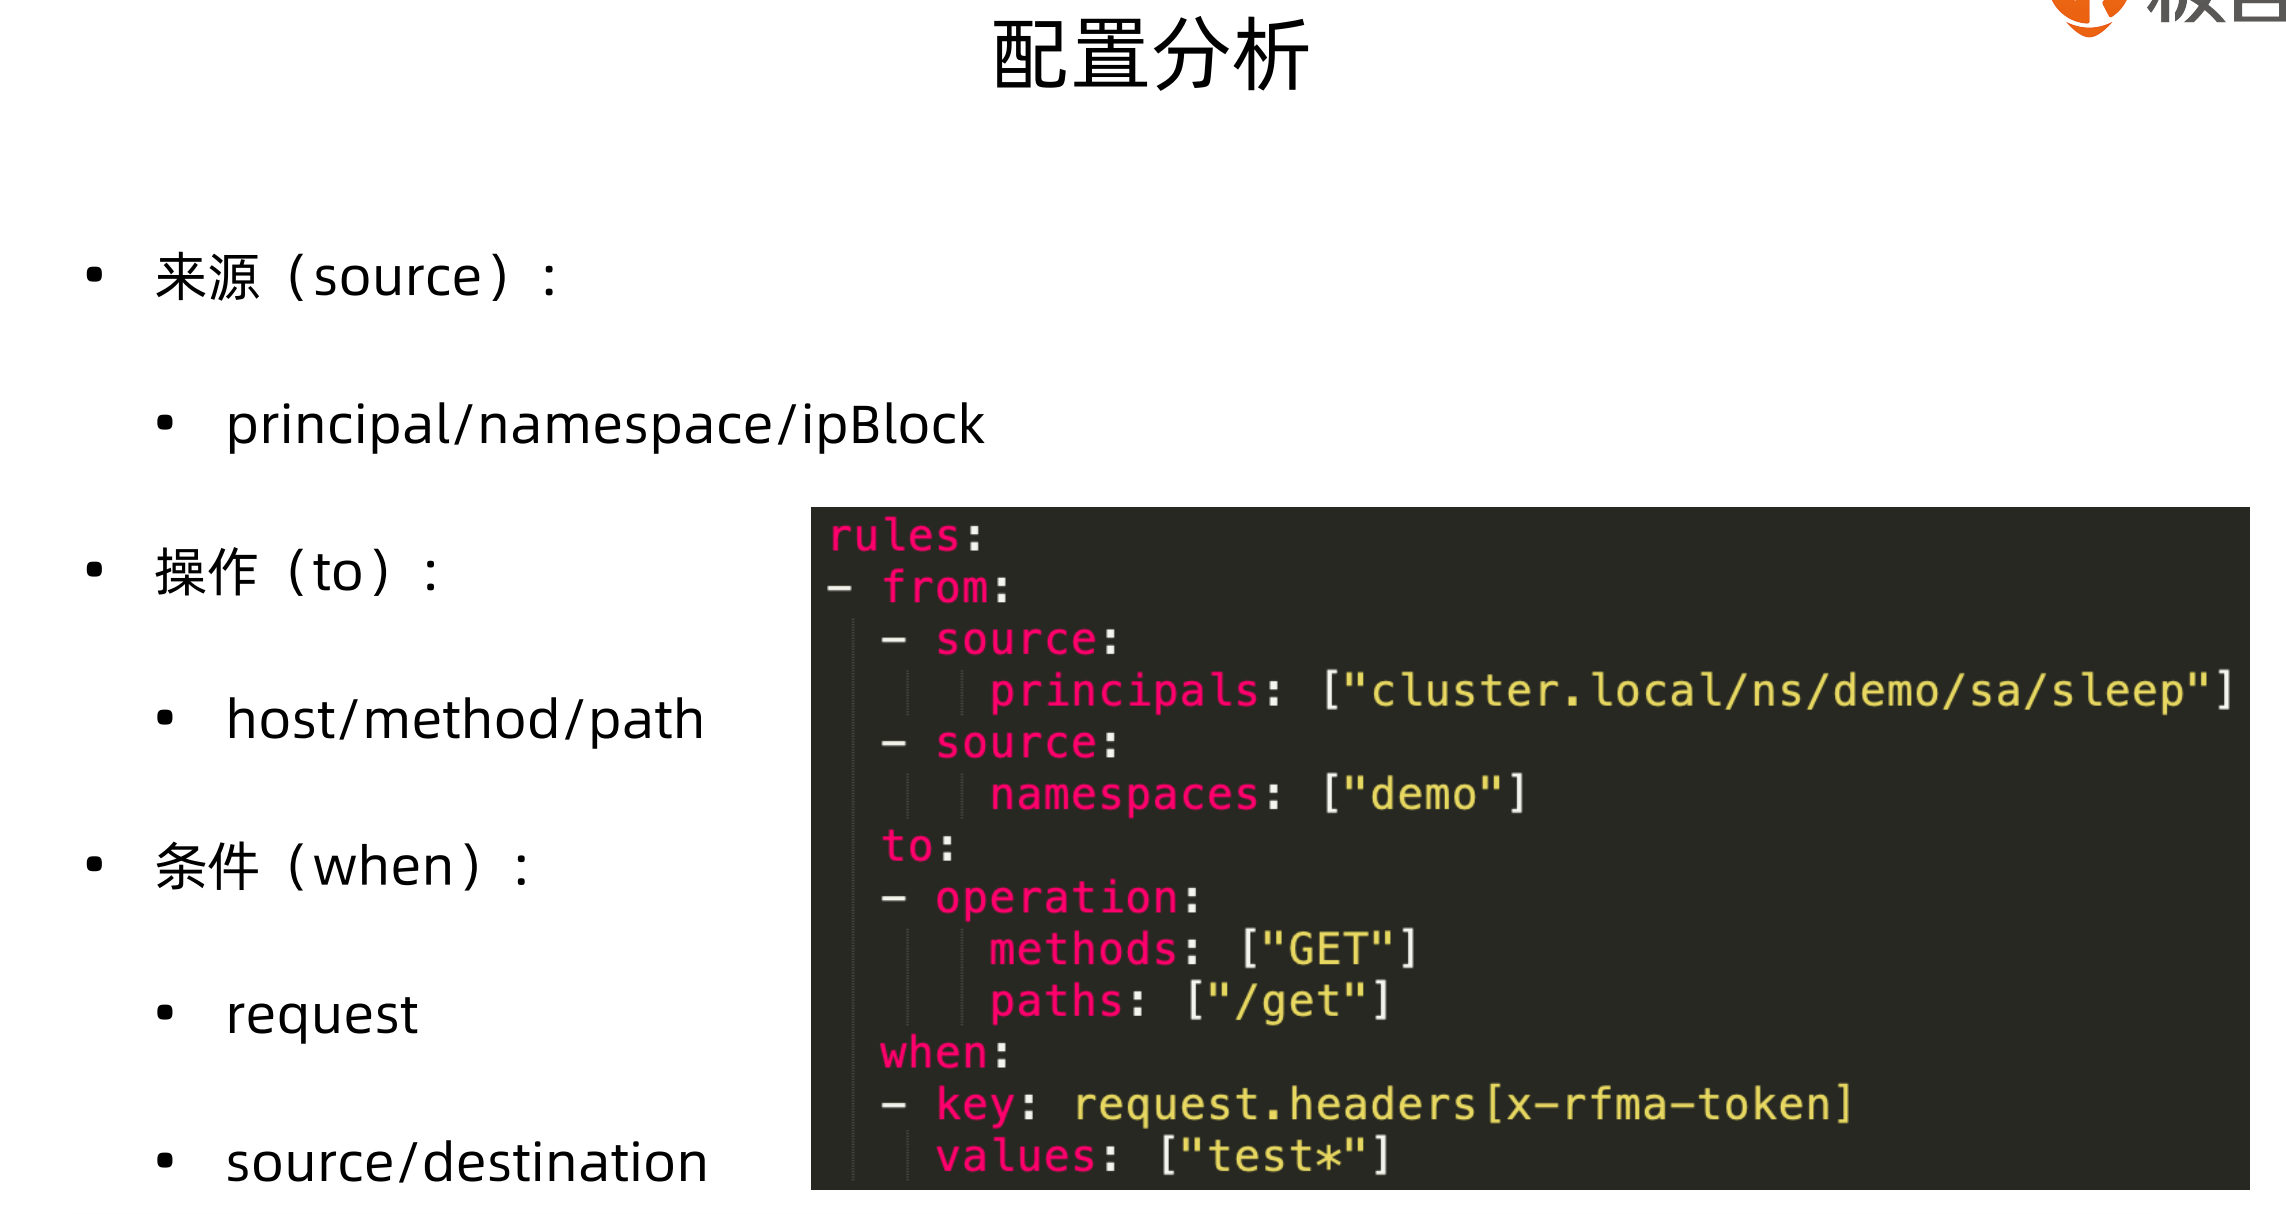 配置分析
• 来源（source）：
• principal/namespace/ipBlock
• 操作（to）：
• host/method/path
• 条件（when）：
• request
• source/destination
rules:
- from:
  - source:
      principals: ["cluster.local/ns/demo/sa/sleep"]
  - source:
      namespaces: ["demo"]
  to:
  - operation:
      methods: ["GET"]
      paths: ["/get"]
  when:
  - key: request.headers[x-rfma-token]
    values: ["test*"]